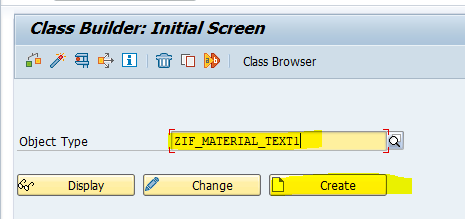 Class Builder: Initial Screen
Class Browser
Object Type ZIF_MATERIAL_TEXT1
Display Change Create